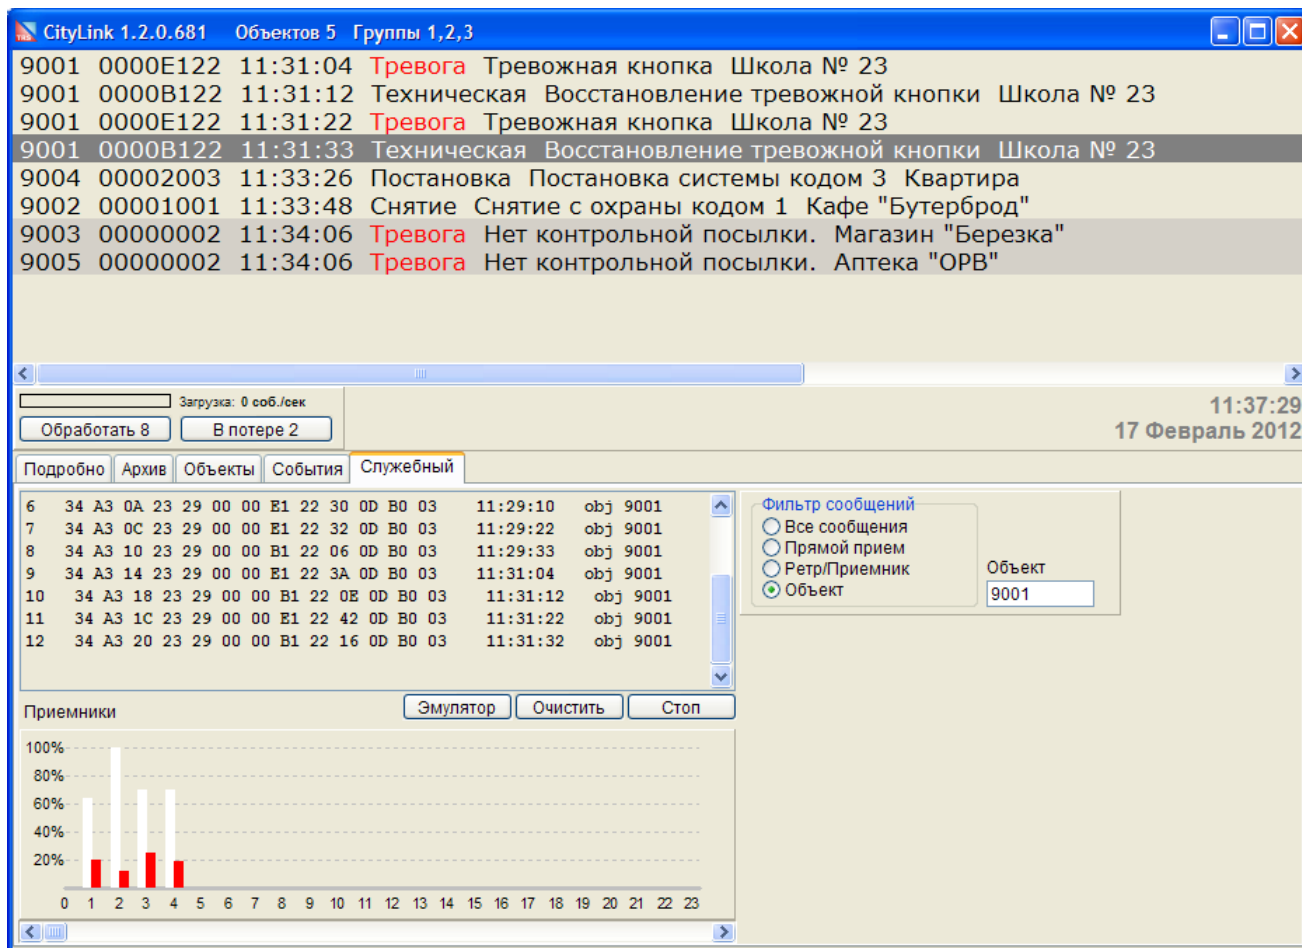 CityLink 1.2.0.681 Объектов 5 Группы 1,2,3
9001 0000E122 11:31:04 Тревога Тревожная кнопка Школа № 23
9001 0000B122 11:31:12 Техническая Восстановление тревожной кнопки Школа № 23
9001 0000E122 11:31:22 Тревога Тревожная кнопка Школа № 23
9001 0000B122 11:31:33 Техническая Восстановление тревожной кнопки Школа № 23
9004 00002003 11:33:26 Постановка Постановка системы кодом 3 Квартира
9002 00001001 11:33:48 Снятие Снятие с охраны кодом 1 Кафе "Бутерброд"
9003 00000002 11:34:06 Тревога Нет контрольной посылки. Магазин "Березка"
9005 00000002 11:34:06 Тревога Нет контрольной посылки. Аптека "ОРВ"
Загрузка: 0 соб./сек
11:37:29
Обработать 8 В потере 2
17 Февраль 2012
Подробно Архив Объекты События Служебный
6 34 A3 0A 23 29 00 00 E1 22 30 0D B0 03 11:29:10 obj 9001
7 34 A3 0C 23 29 00 00 E1 22 32 0D B0 03 11:29:22 obj 9001
8 34 A3 10 23 29 00 00 B1 22 06 0D B0 03 11:29:33 obj 9001
9 34 A3 14 23 29 00 00 E1 22 3A 0D B0 03 11:31:04 obj 9001
10 34 A3 18 23 29 00 00 B1 22 0E 0D B0 03 11:31:12 obj 9001
11 34 A3 1C 23 29 00 00 E1 22 42 0D B0 03 11:31:22 obj 9001
12 34 A3 20 23 29 00 00 B1 22 16 0D B0 03 11:31:32 obj 9001
Фильтр сообщений
Все сообщения
Прямой прием
Ретр/Приемник
Объект
Объект
9001
Эмулятор Очистить Стоп
Приемники
100%
80%
60%
40%
20%
0 1 2 3 4 5 6 7 8 9 10 11 12 13 14 15 16 17 18 19 20 21 22 23